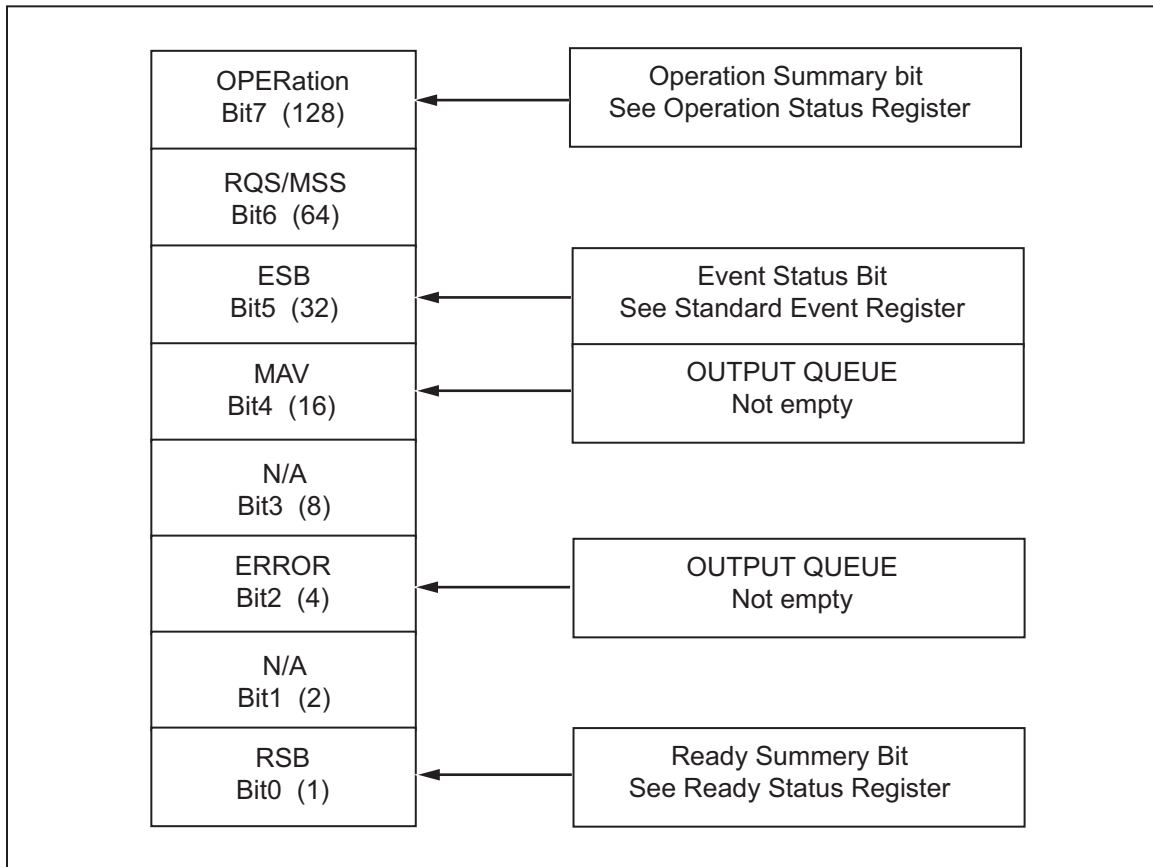 OPERation
Bit7 (128)
Operation Summary bit
See Operation Status Register
RQS/MSS
Bit6 (64)
ESB
Bit5 (32)
Event Status Bit
See Standard Event Register
MAV
Bit4 (16)
OUTPUT QUEUE
Not empty
N/A
Bit3 (8)
ERROR
Bit2 (4)
OUTPUT QUEUE
Not empty
N/A
Bit1 (2)
RSB
Bit0 (1)
Ready Summery Bit
See Ready Status Register